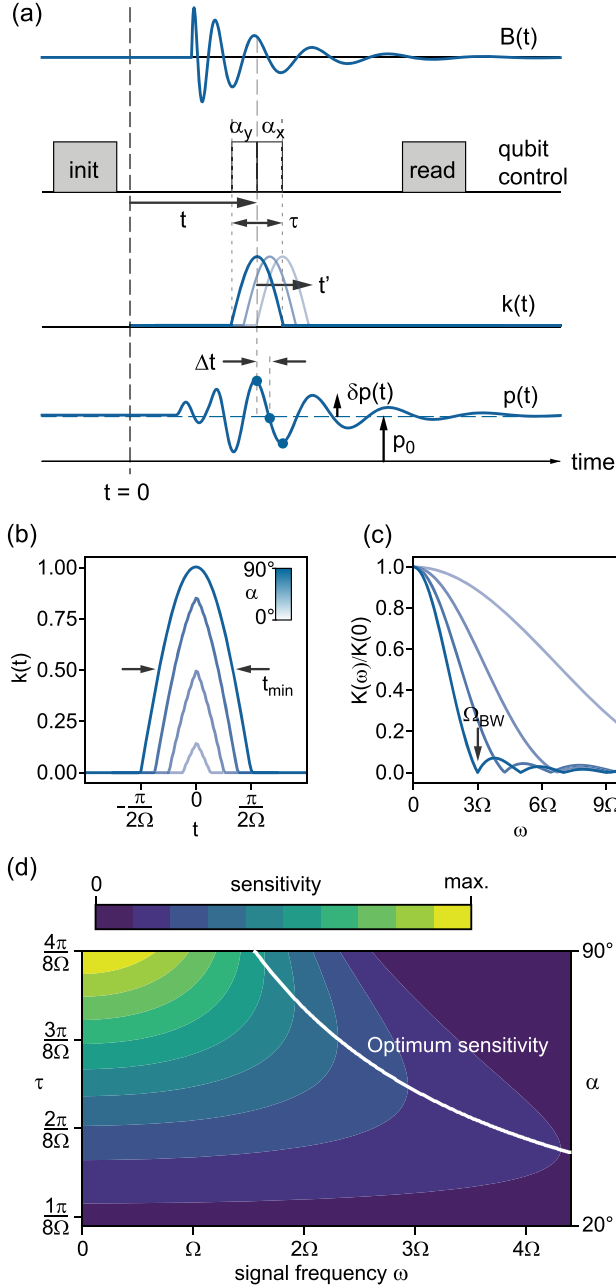 (a)
B(t)
αy αx
init
read
qubit
control
t
τ
t'
k(t)
Δt
δp(t)
p(t)
p₀
time
t = 0
(b)
1.00
0.75
0.50
0.25
0.00
k(t)
90°
α
0°
t_min
-π/2Ω 0 π/2Ω
t
(c)
1.0
0.8
0.6
0.4
0.2
0.0
K(ω)/K(0)
Ω_BW
0 3Ω 6Ω 9Ω
ω
(d)
0 sensitivity max.
4π/8Ω
3π/8Ω
τ
2π/8Ω
1π/8Ω
90°
α
20°
Optimum sensitivity
0 Ω 2Ω 3Ω 4Ω
signal frequency ω